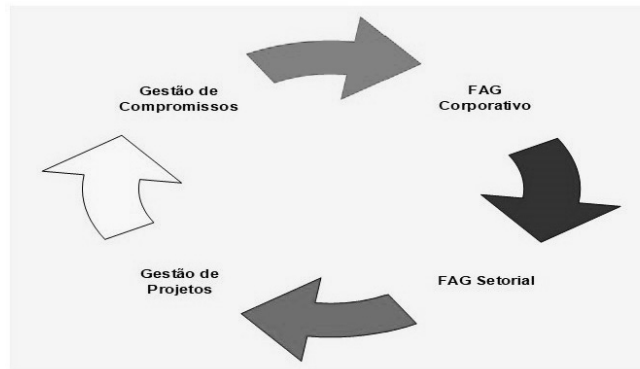 Gestão de
Compromissos
FAG
Corporativo
Gestão de
Projetos
FAG Setorial